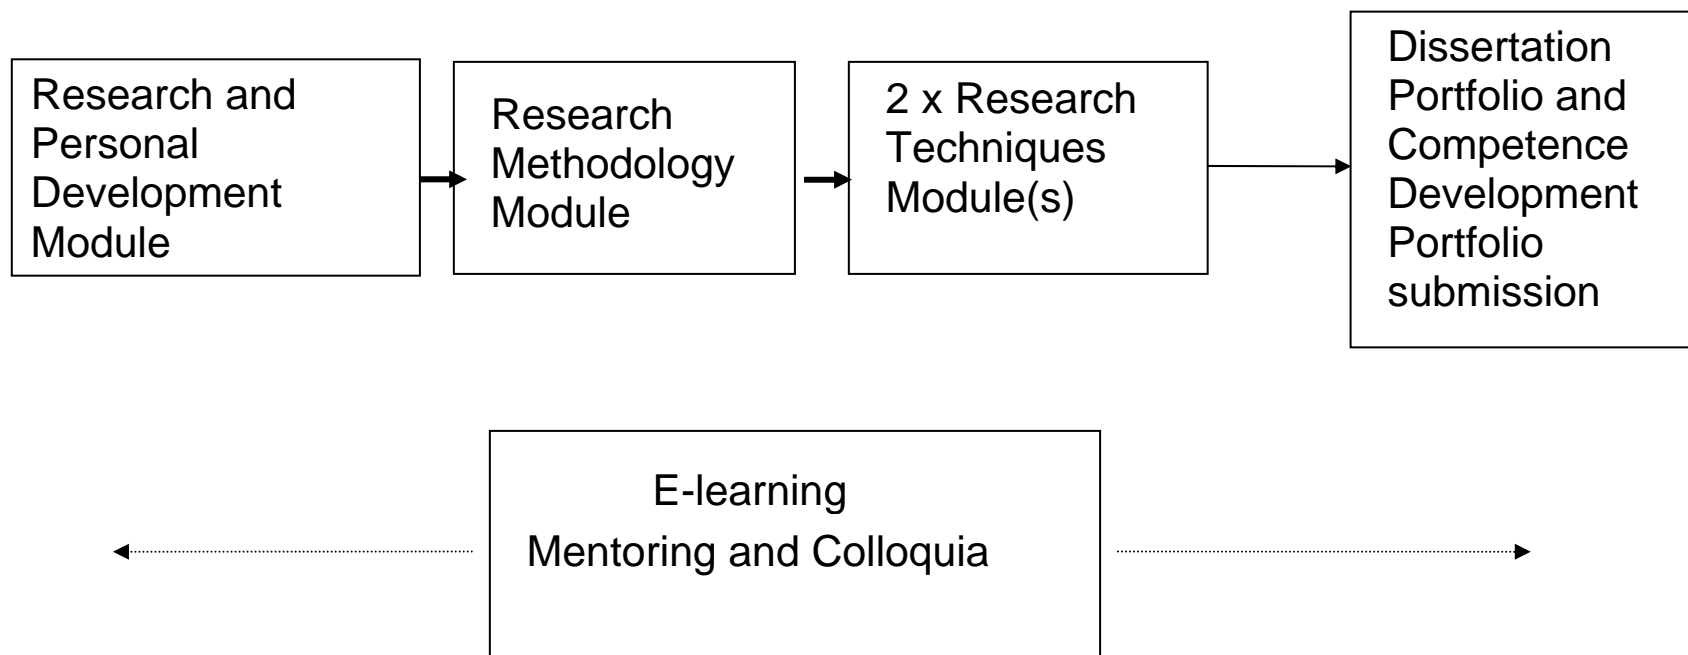 Research and
Personal
Development
Module
Research
Methodology
Module
2 x Research
Techniques
Module(s)
Dissertation
Portfolio and
Competence
Development
Portfolio
submission
E-learning
Mentoring and Colloquia